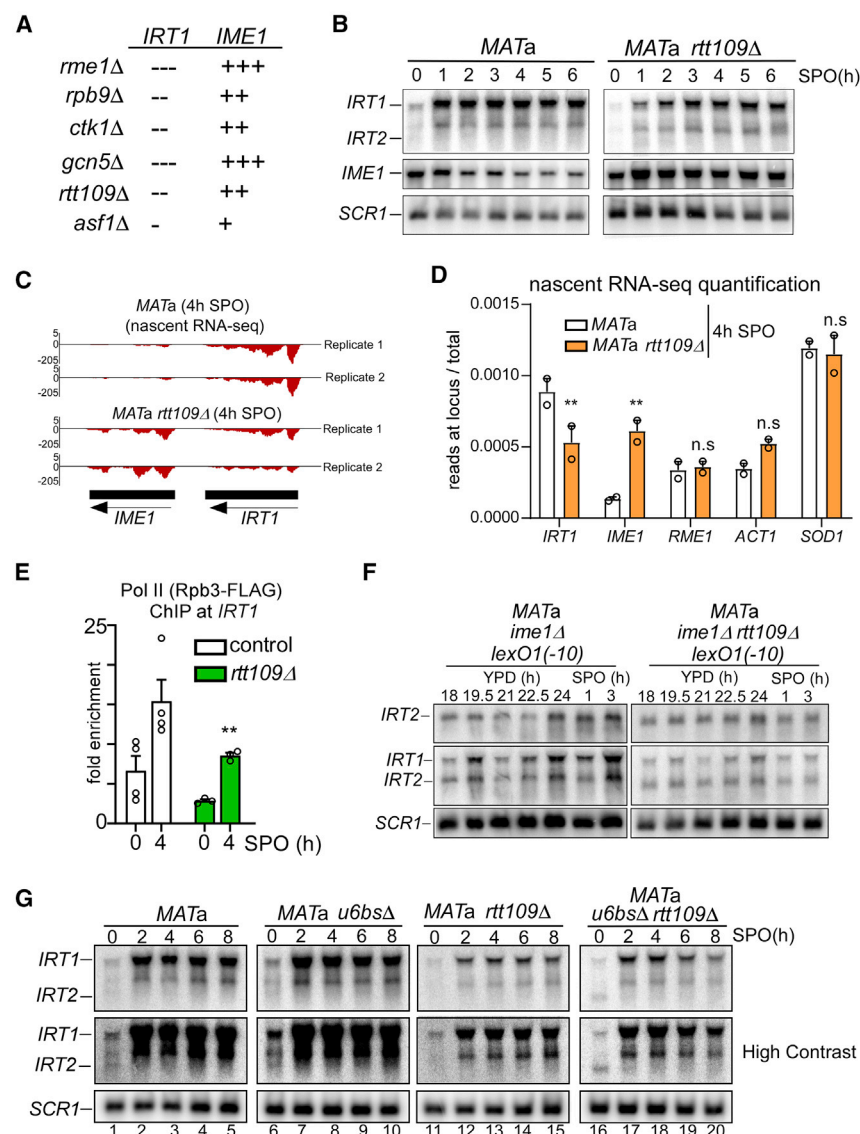 A
IRT1 IME1
rme1Δ --- +++
rpb9Δ -- ++
ctk1Δ -- ++
gcn5Δ --- +++
rtt109Δ -- ++
asf1Δ - +
B
MATa MATa rtt109Δ
0 1 2 3 4 5 6 0 1 2 3 4 5 6 SPO(h)
IRT1
IRT2
IME1
SCR1
C
MATa (4h SPO)
(nascent RNA-seq)
5
-205
Replicate 1
5
-205
Replicate 2
MATa rtt109Δ (4h SPO)
5
-205
Replicate 1
5
-205
Replicate 2
IME1 IRT1
D
nascent RNA-seq quantification
MATa
MATa rtt109Δ
4h SPO
reads at locus / total
0.0015
0.0010
0.0005
0.0000
** ** n.s n.s n.s
IRT1 IME1 RME1 ACT1 SOD1
E
Pol II (Rpb3-FLAG)
ChIP at IRT1
control
rtt109Δ
fold enrichment
25
0
**
0 4 0 4 SPO (h)
F
MATa MATa
ime1Δ ime1Δ rtt109Δ
lexO1(-10) lexO1(-10)
YPD (h) SPO (h) YPD (h) SPO (h)
18 19.5 21 22.5 24 1 3 18 19.5 21 22.5 24 1 3
IRT2
IRT1
IRT2
SCR1
G
MATa MATa u6bsΔ MATa rtt109Δ MATa u6bsΔ rtt109Δ
0 2 4 6 8 0 2 4 6 8 0 2 4 6 8 0 2 4 6 8 SPO(h)
IRT1
IRT2
IRT1
IRT2
High Contrast
SCR1
1 2 3 4 5 6 7 8 9 10 11 12 13 14 15 16 17 18 19 20